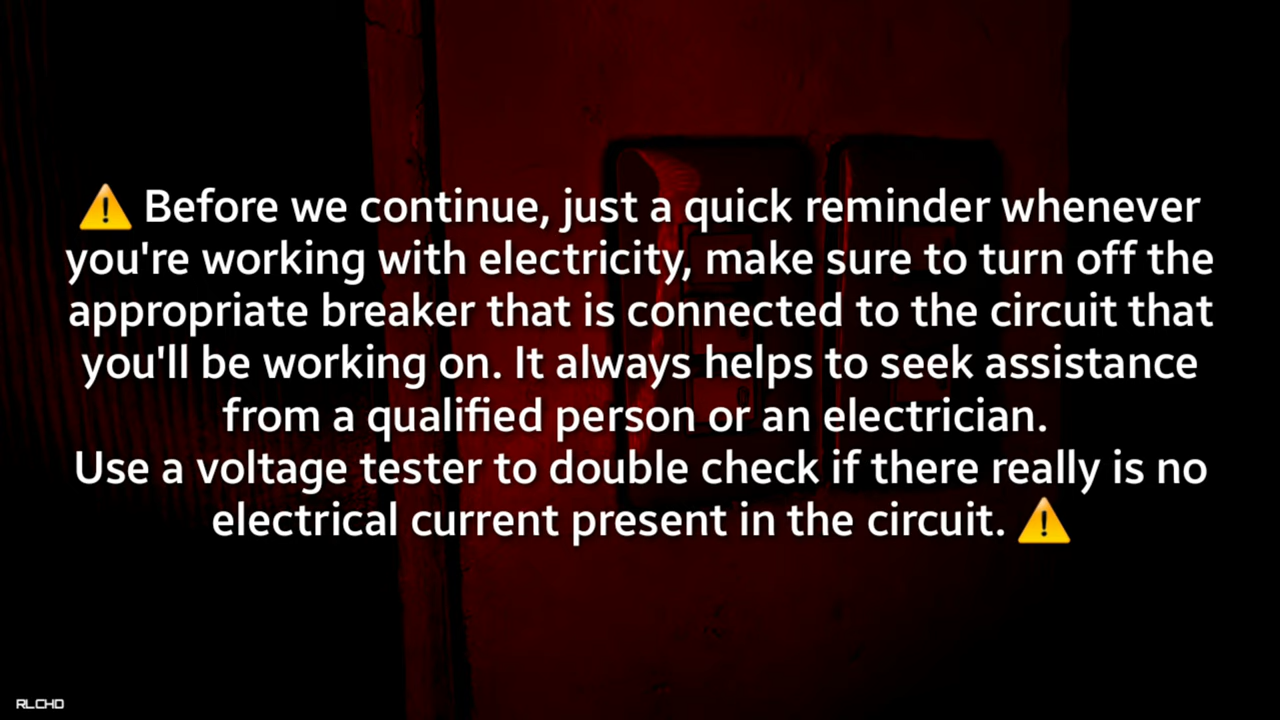 ⚠️ Before we continue, just a quick reminder whenever
you're working with electricity, make sure to turn off the
appropriate breaker that is connected to the circuit that
you'll be working on. It always helps to seek assistance
from a qualified person or an electrician.
Use a voltage tester to double check if there really is no
electrical current present in the circuit. ⚠️
RLCHD